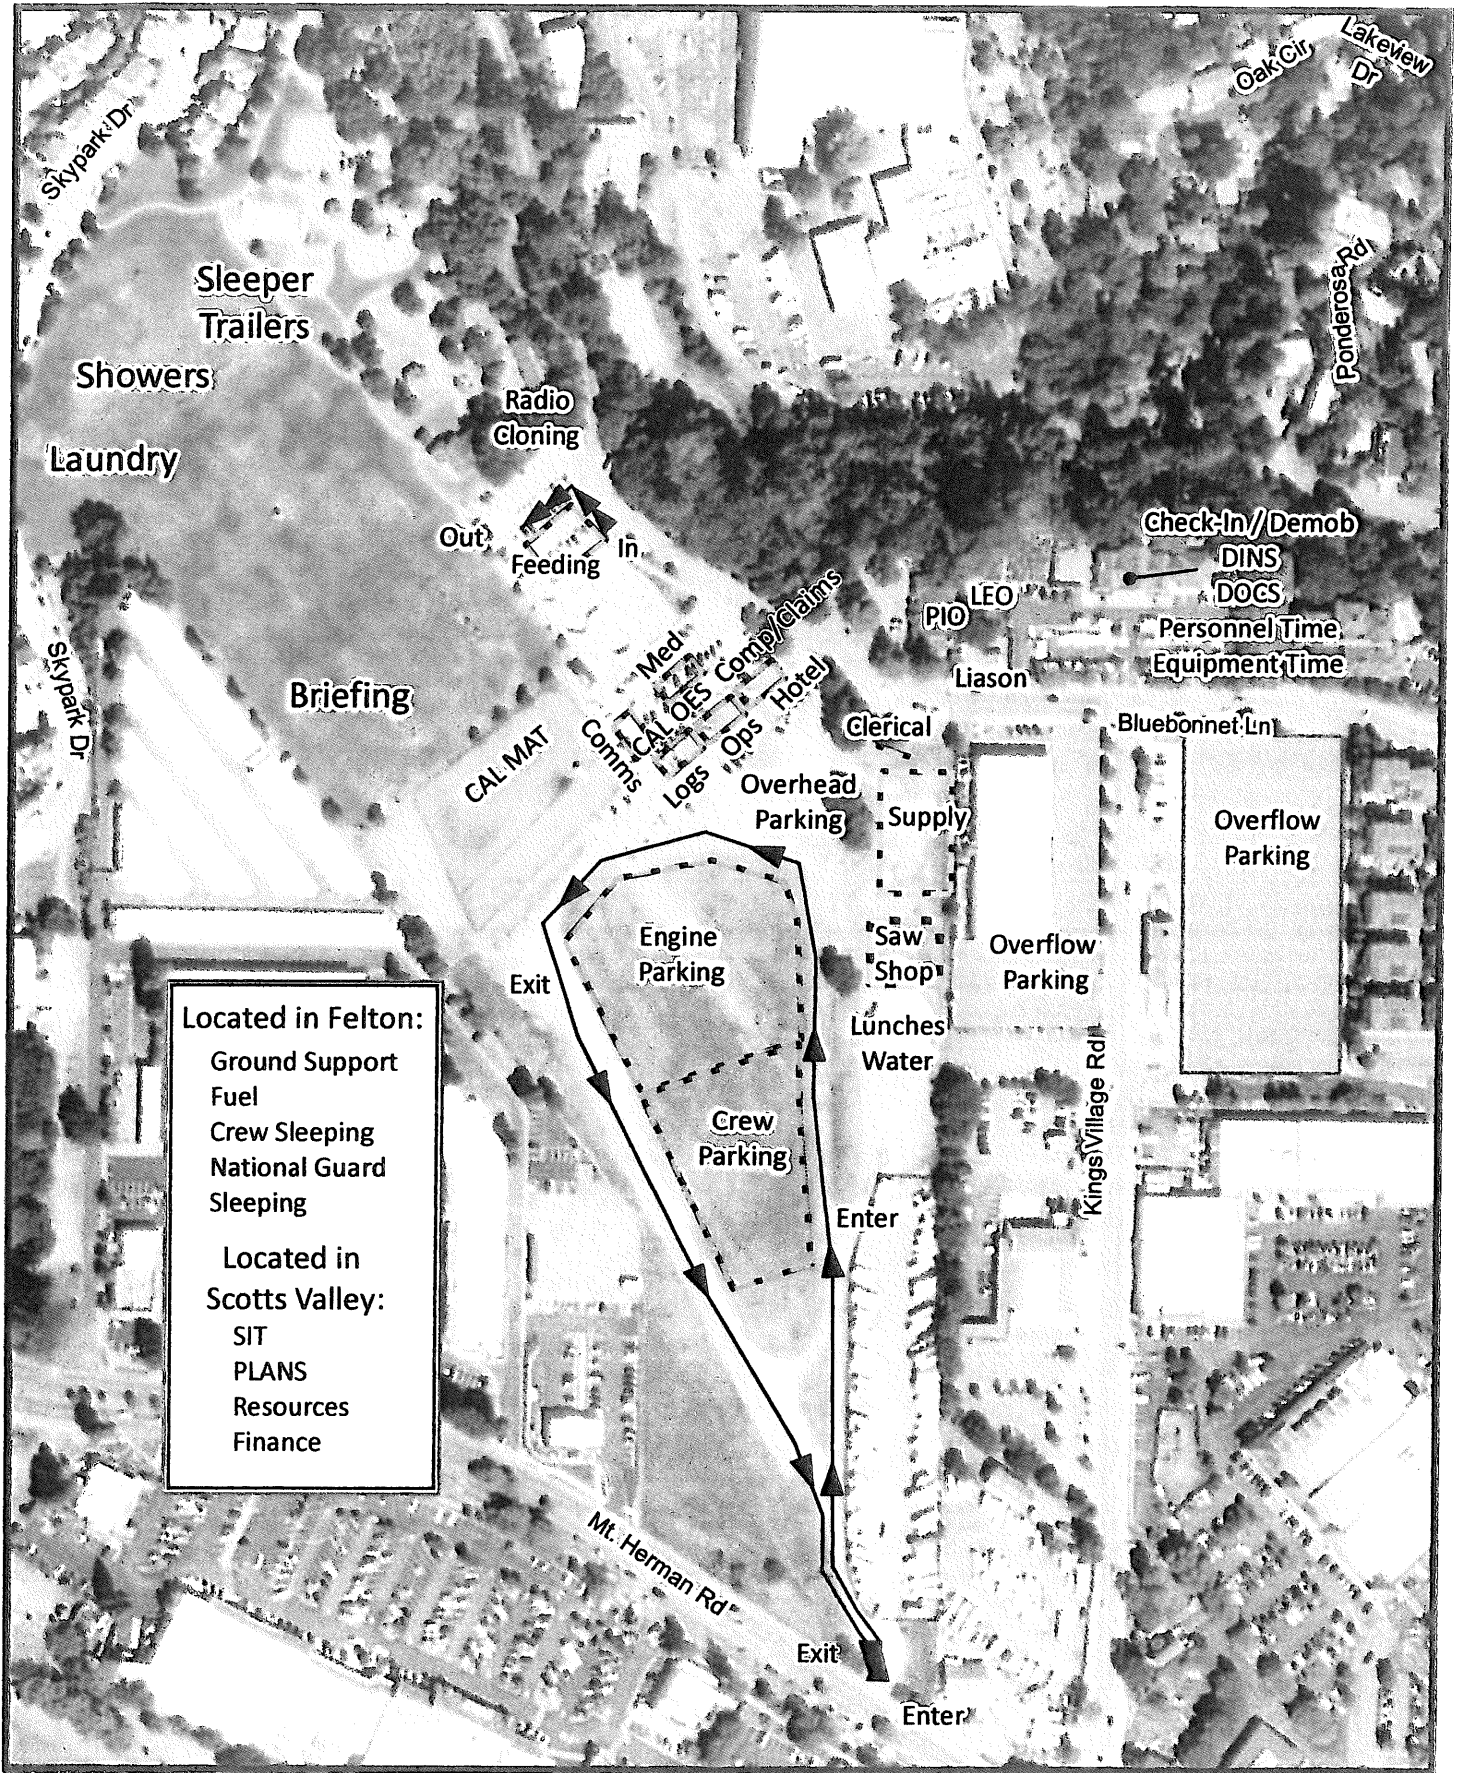 Oak Cir
Lakeview
Dr
Skypark Dr
Ponderosa Rd
Sleeper
Trailers
Showers
Laundry
Radio
Cloning
Out
In
Feeding
Check-In / Demob
DINS
DOCS
Personnel Time
Equipment Time
LEO
PIO
Liason
Bluebonnet Ln
Skypark Dr
Briefing
Med
Comp/Claims
CAL OES
Hotel
Comms
Ops
Logs
CAL MAT
Clerical
Overhead
Parking
Supply
Overflow
Parking
Engine
Parking
Saw
Shop
Overflow
Parking
Exit
Lunches
Water
Kings Village Rd
Crew
Parking
Enter
Located in Felton:
Ground Support
Fuel
Crew Sleeping
National Guard
Sleeping
Located in
Scotts Valley:
SIT
PLANS
Resources
Finance
Mt. Herman Rd
Exit
Enter